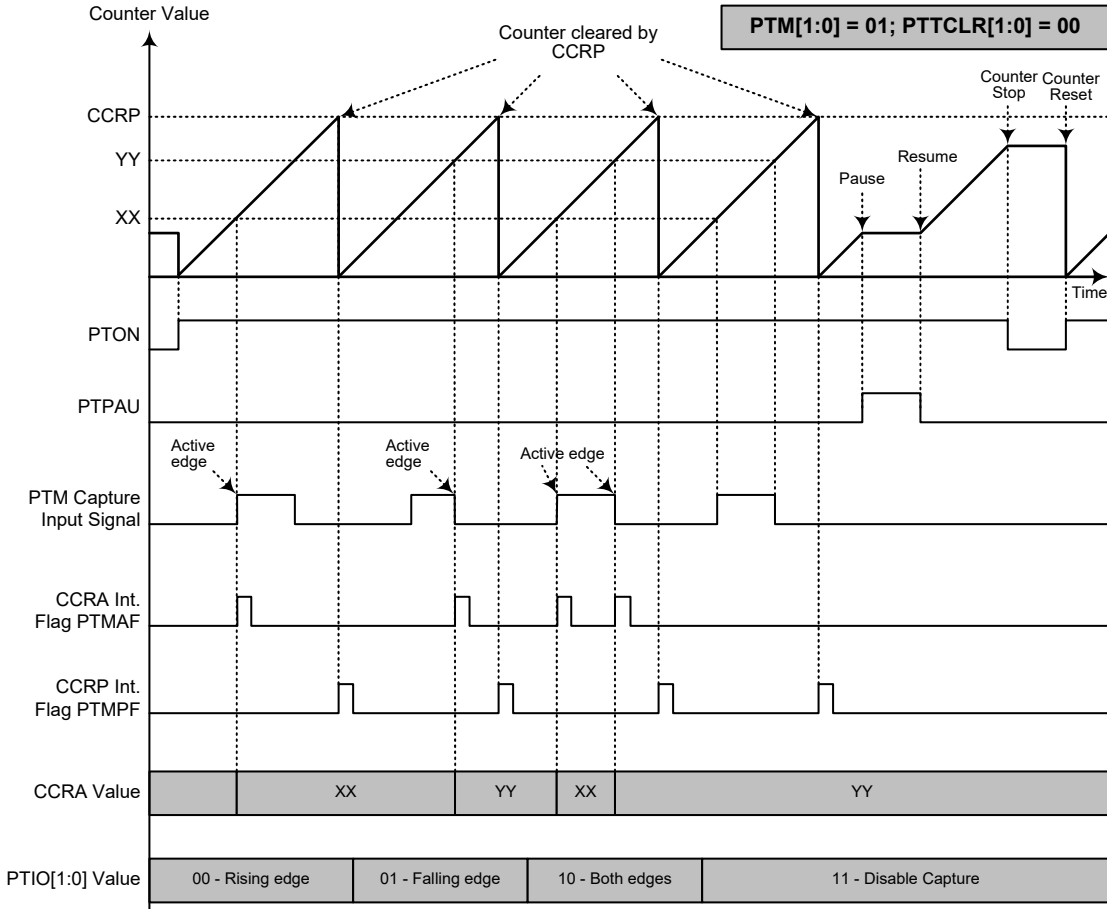 Counter Value
PTM[1:0] = 01; PTTCLR[1:0] = 00
Counter cleared by
CCRP
Counter
Stop
Counter
Reset
CCRP
YY
XX
Pause
Resume
Time
PTON
PTPAU
Active
edge
Active
edge
Active edge
PTM Capture
Input Signal
CCRA Int.
Flag PTMAF
CCRP Int.
Flag PTMPF
CCRA Value
XX
YY
XX
YY
PTIO[1:0] Value
00 - Rising edge
01 - Falling edge
10 - Both edges
11 - Disable Capture